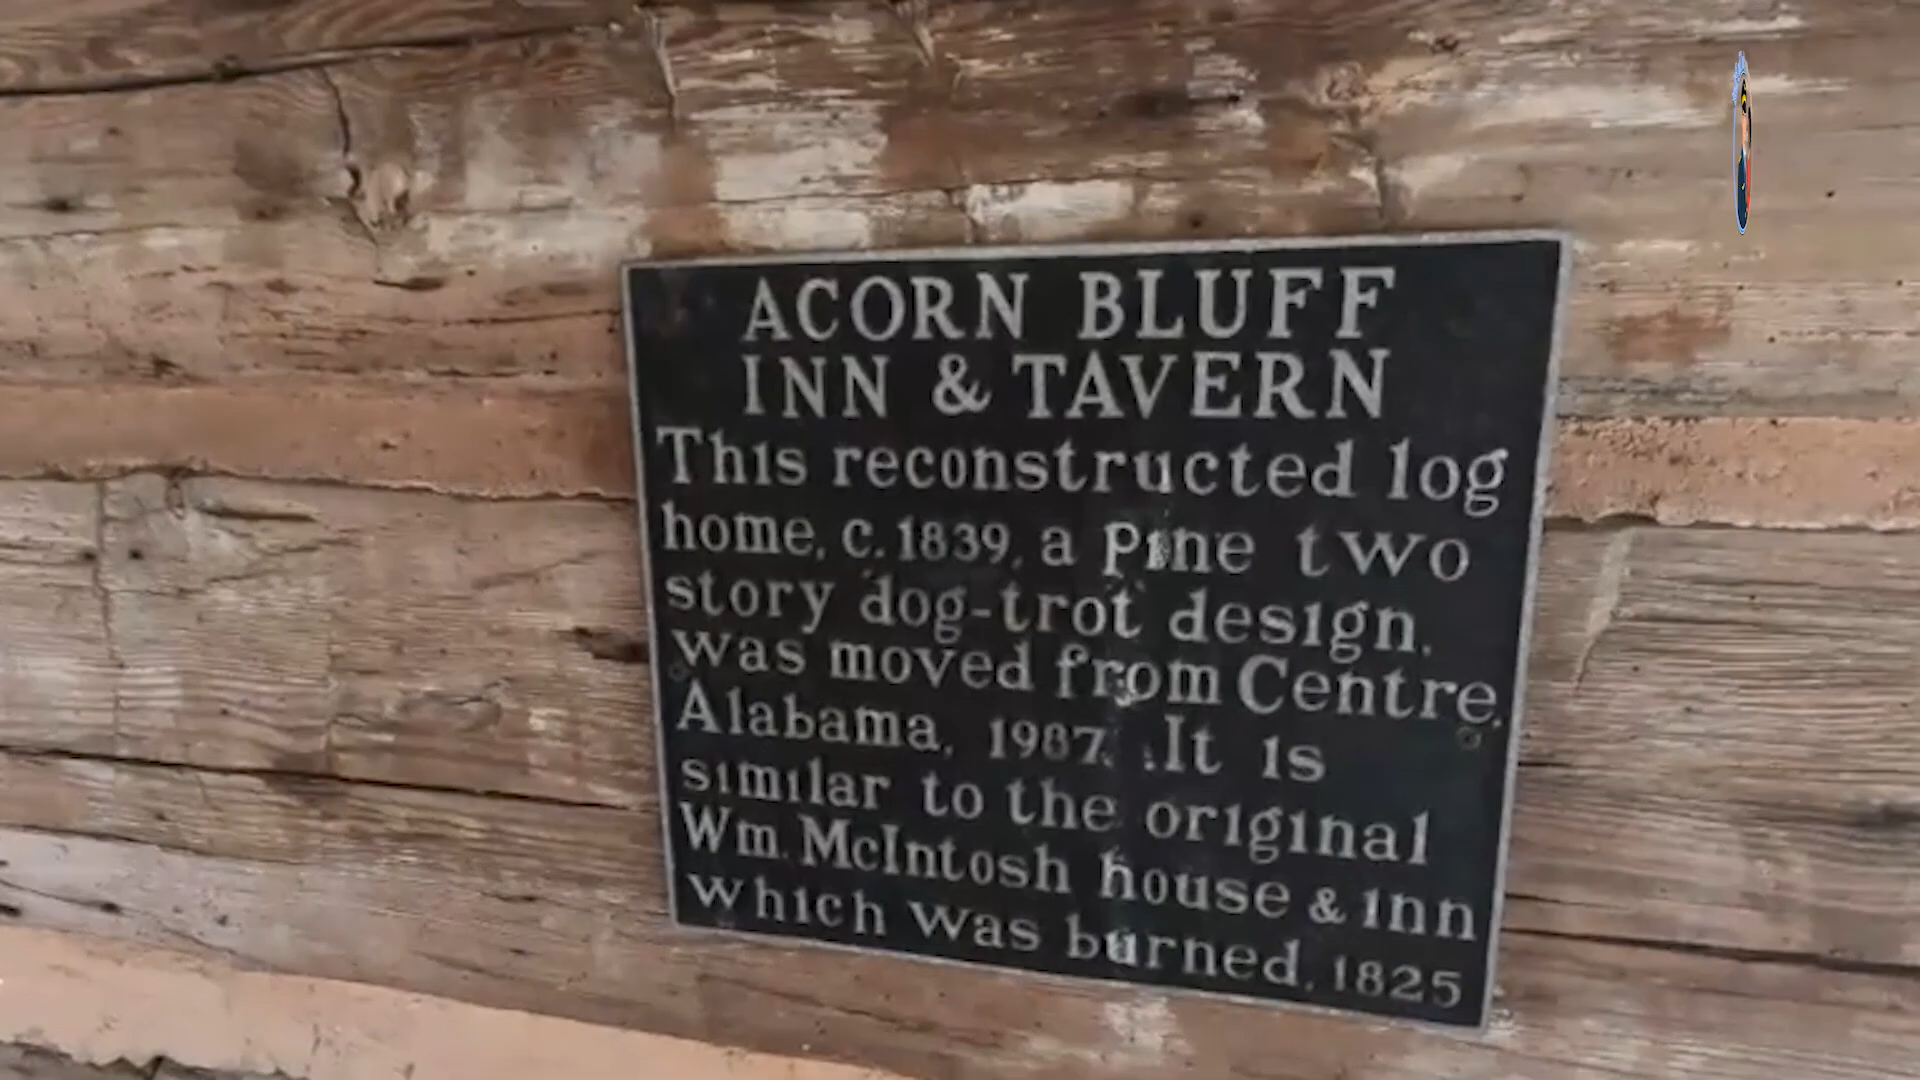 ACORN BLUFF
INN & TAVERN
This reconstructed log
home, c. 1839, a pine two
story dog-trot design,
was moved from Centre,
Alabama, 1987. It is
similar to the original
Wm. McIntosh house & inn
which was burned, 1825